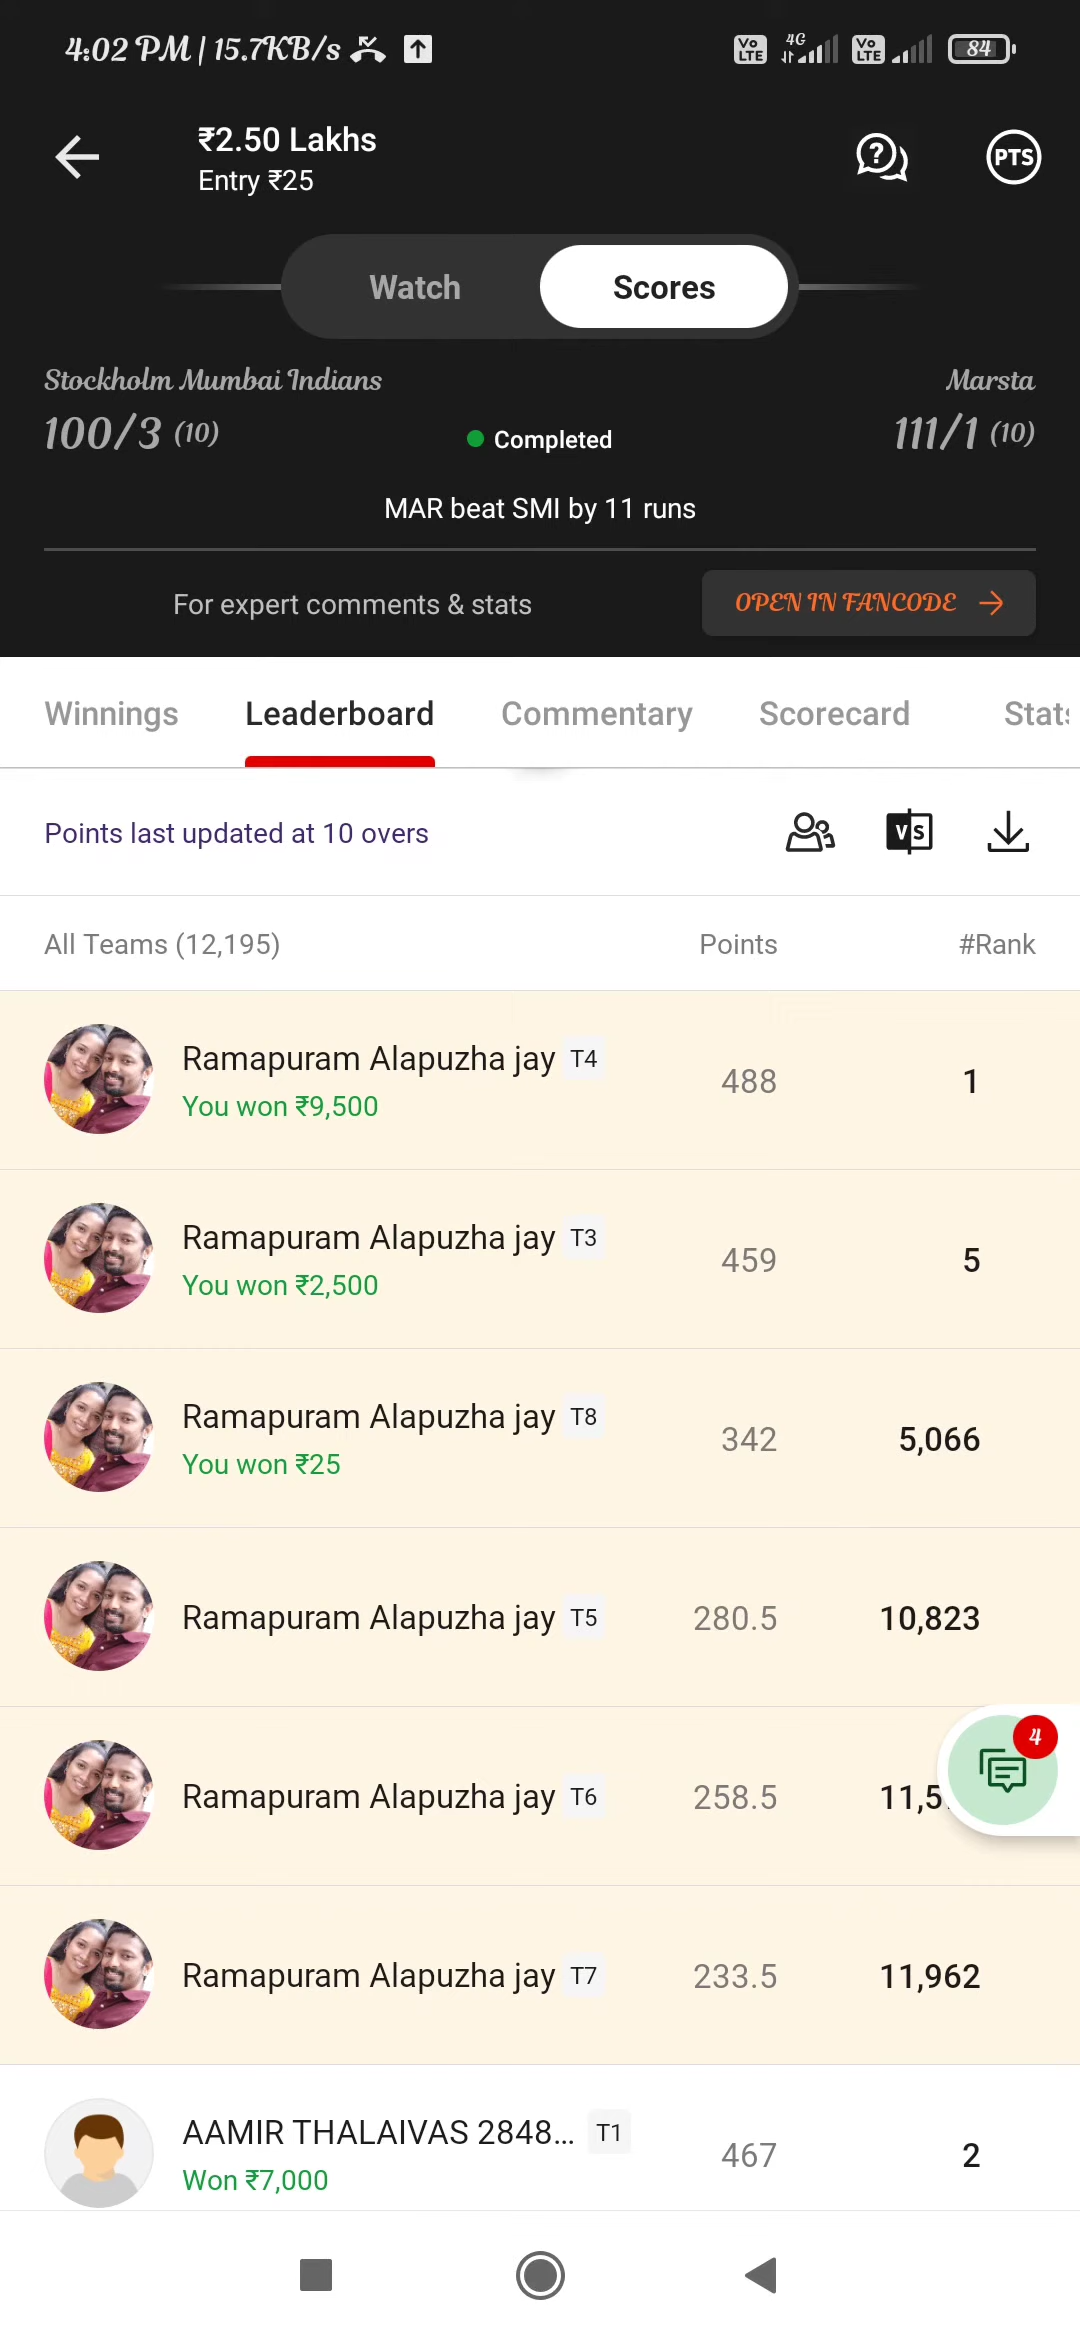 4:02 PM | 15.7KB/s
Vo LTE 4G Vo LTE 84
₹2.50 Lakhs
Entry ₹25
PTS
Watch
Scores
Stockholm Mumbai Indians
Marsta
100/3 (10)
Completed
111/1 (10)
MAR beat SMI by 11 runs
For expert comments & stats
OPEN IN FANCODE
Winnings Leaderboard Commentary Scorecard Stats
Points last updated at 10 overs
VS
All Teams (12,195) Points #Rank
Ramapuram Alapuzha jay T4 488 1
You won ₹9,500
Ramapuram Alapuzha jay T3 459 5
You won ₹2,500
Ramapuram Alapuzha jay T8 342 5,066
You won ₹25
Ramapuram Alapuzha jay T5 280.5 10,823
4
Ramapuram Alapuzha jay T6 258.5
Ramapuram Alapuzha jay T7 233.5 11,962
AAMIR THALAIVAS 2848... T1 467 2
Won ₹7,000